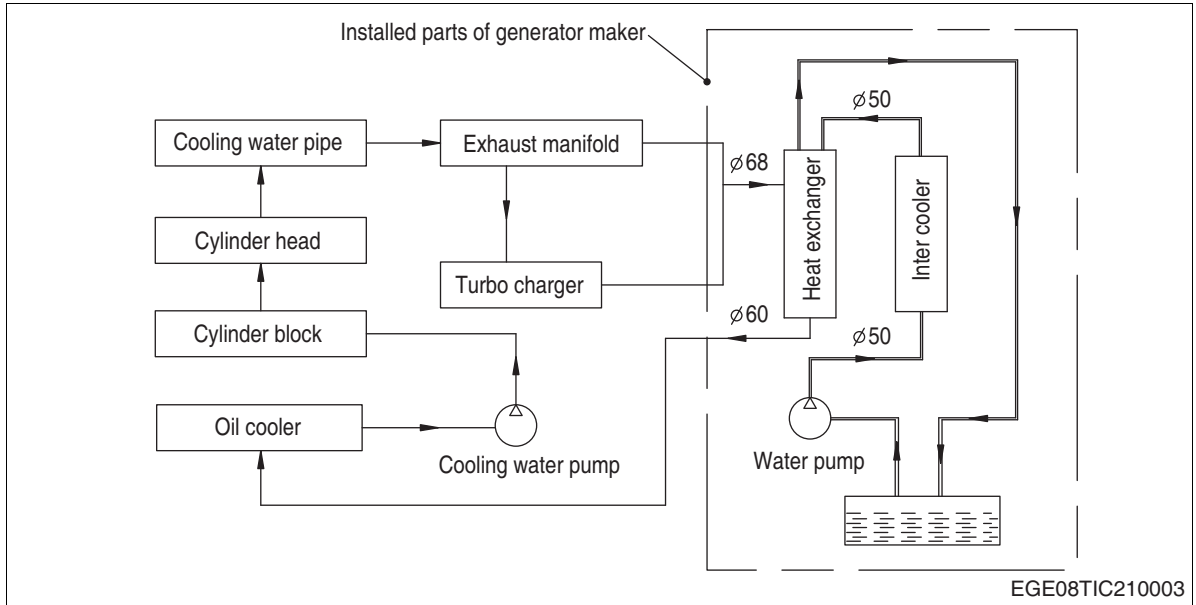 Installed parts of generator maker
⌀50
Cooling water pipe
Exhaust manifold
⌀68
Heat exchanger
Inter cooler
Cylinder head
Turbo charger
⌀60
⌀50
Cylinder block
Oil cooler
Cooling water pump
Water pump
EGE08TIC210003